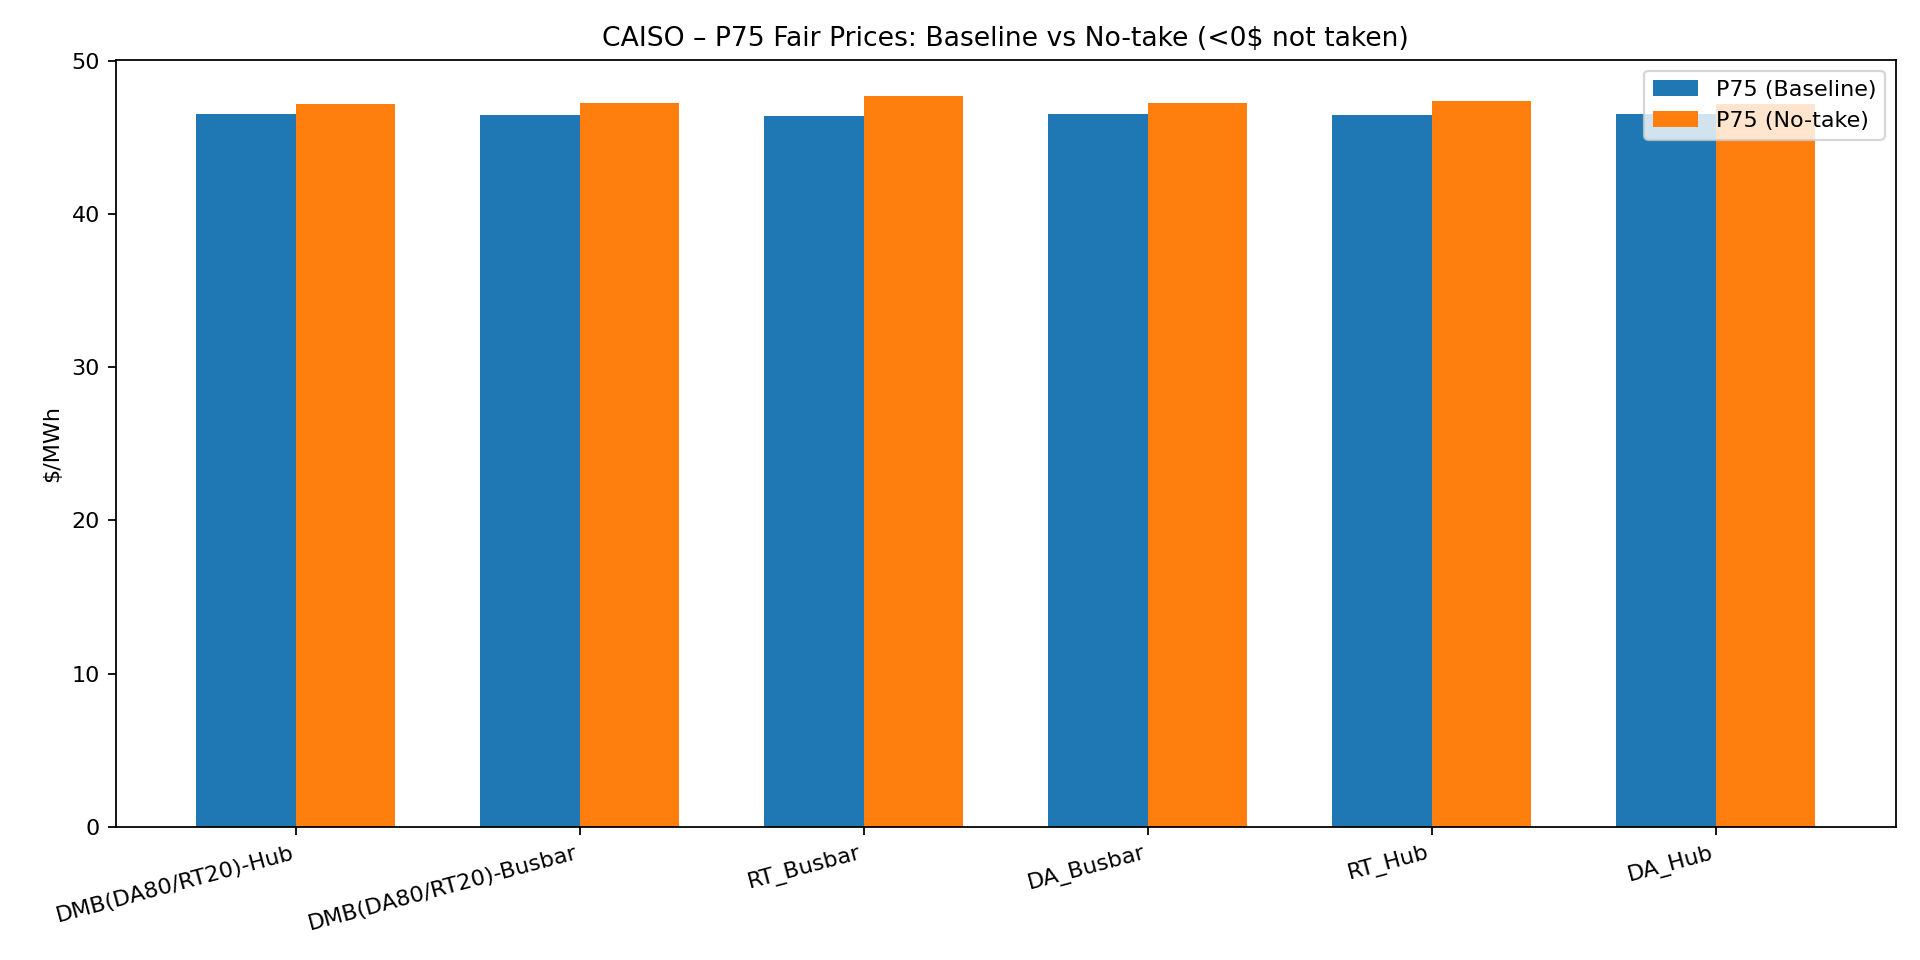 CAISO – P75 Fair Prices: Baseline vs No-take (<0$ not taken)
P75 (Baseline)
P75 (No-take)
$/MWh
50
40
30
20
10
0
DMB(DA80/RT20)-Hub
DMB(DA80/RT20)-Busbar
RT_Busbar
DA_Busbar
RT_Hub
DA_Hub